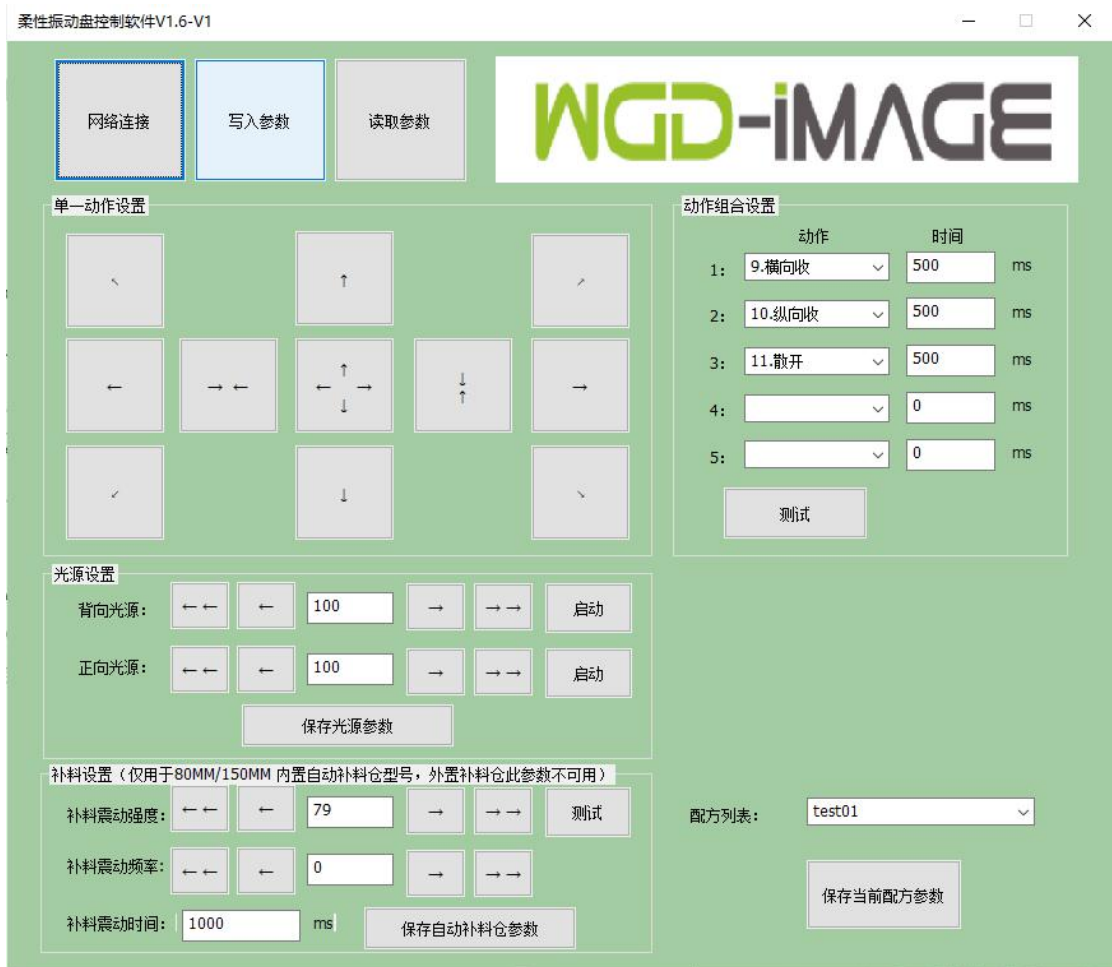 柔性振动盘控制软件V1.6-V1
网络连接 写入参数 读取参数 WGD-iMAGE
单一动作设置
↖ ↑ ↗
← → ← ← ↑ ↓ → ↓ ↑ →
↙ ↓ ↘
动作组合设置
动作 时间
1: 9.横向收 500 ms
2: 10.纵向收 500 ms
3: 11.散开 500 ms
4: 0 ms
5: 0 ms
测试
光源设置
背向光源: ←← ← 100 → →→ 启动
正向光源: ←← ← 100 → →→ 启动
保存光源参数
补料设置(仅用于80MM/150MM 内置自动补料仓型号，外置补料仓此参数不可用)
补料震动强度: ←← ← 79 → →→ 测试
补料震动频率: ←← ← 0 → →→
补料震动时间: 1000 ms 保存自动补料仓参数
配方列表: test01
保存当前配方参数